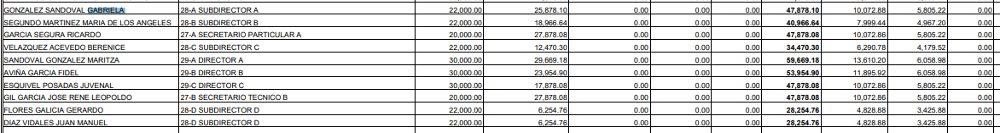 GONZALEZ SANDOVAL GABRIELA 28-A SUBDIRECTOR A 22,000.00 25,878.10 0.00 0.00 0.00 47,878.10 10,072.88 5,805.22 0.00
SEGUNDO MARTINEZ MARIA DE LOS ANGELES 28-B SUBDIRECTOR B 22,000.00 18,966.64 0.00 0.00 0.00 40,966.64 7,999.44 4,967.20 0.00
GARCIA SEGURA RICARDO 27-A SECRETARIO PARTICULAR A 20,000.00 27,878.08 0.00 0.00 0.00 47,878.08 10,072.86 5,805.22 0.00
VELAZQUEZ ACEVEDO BERENICE 28-C SUBDIRECTOR C 22,000.00 12,470.30 0.00 0.00 0.00 34,470.30 6,290.78 4,179.52 0.00
SANDOVAL GONZALEZ MARITZA 29-A DIRECTOR A 30,000.00 29,669.18 0.00 0.00 0.00 59,669.18 13,610.20 6,058.98 0.00
AVIÑA GARCIA FIDEL 29-B DIRECTOR B 30,000.00 23,954.90 0.00 0.00 0.00 53,954.90 11,895.92 6,058.98 0.00
ESQUIVEL POSADAS JUVENAL 29-C DIRECTOR C 30,000.00 17,878.08 0.00 0.00 0.00 47,878.08 10,072.86 5,805.22 0.00
GIL GARCIA JOSE RENE LEOPOLDO 27-B SECRETARIO TECNICO B 20,000.00 27,878.08 0.00 0.00 0.00 47,878.08 10,072.86 5,805.22 0.00
FLORES GALICIA GERARDO 28-D SUBDIRECTOR D 22,000.00 6,254.76 0.00 0.00 0.00 28,254.76 4,828.88 3,425.88 0.00
DIAZ VIDALES JUAN MANUEL 28-D SUBDIRECTOR D 22,000.00 6,254.76 0.00 0.00 0.00 28,254.76 4,828.88 3,425.88 0.00